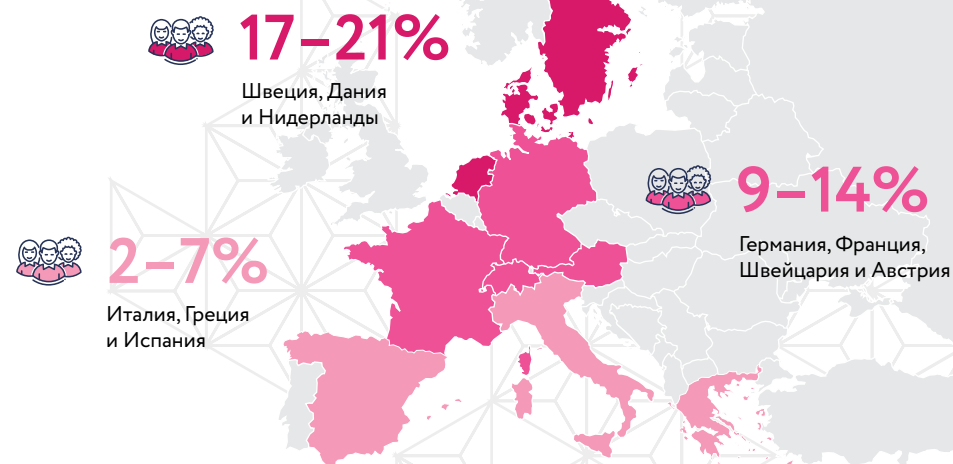 17–21%
Швеция, Дания
и Нидерланды
9–14%
Германия, Франция,
Швейцария и Австрия
2–7%
Италия, Греция
и Испания